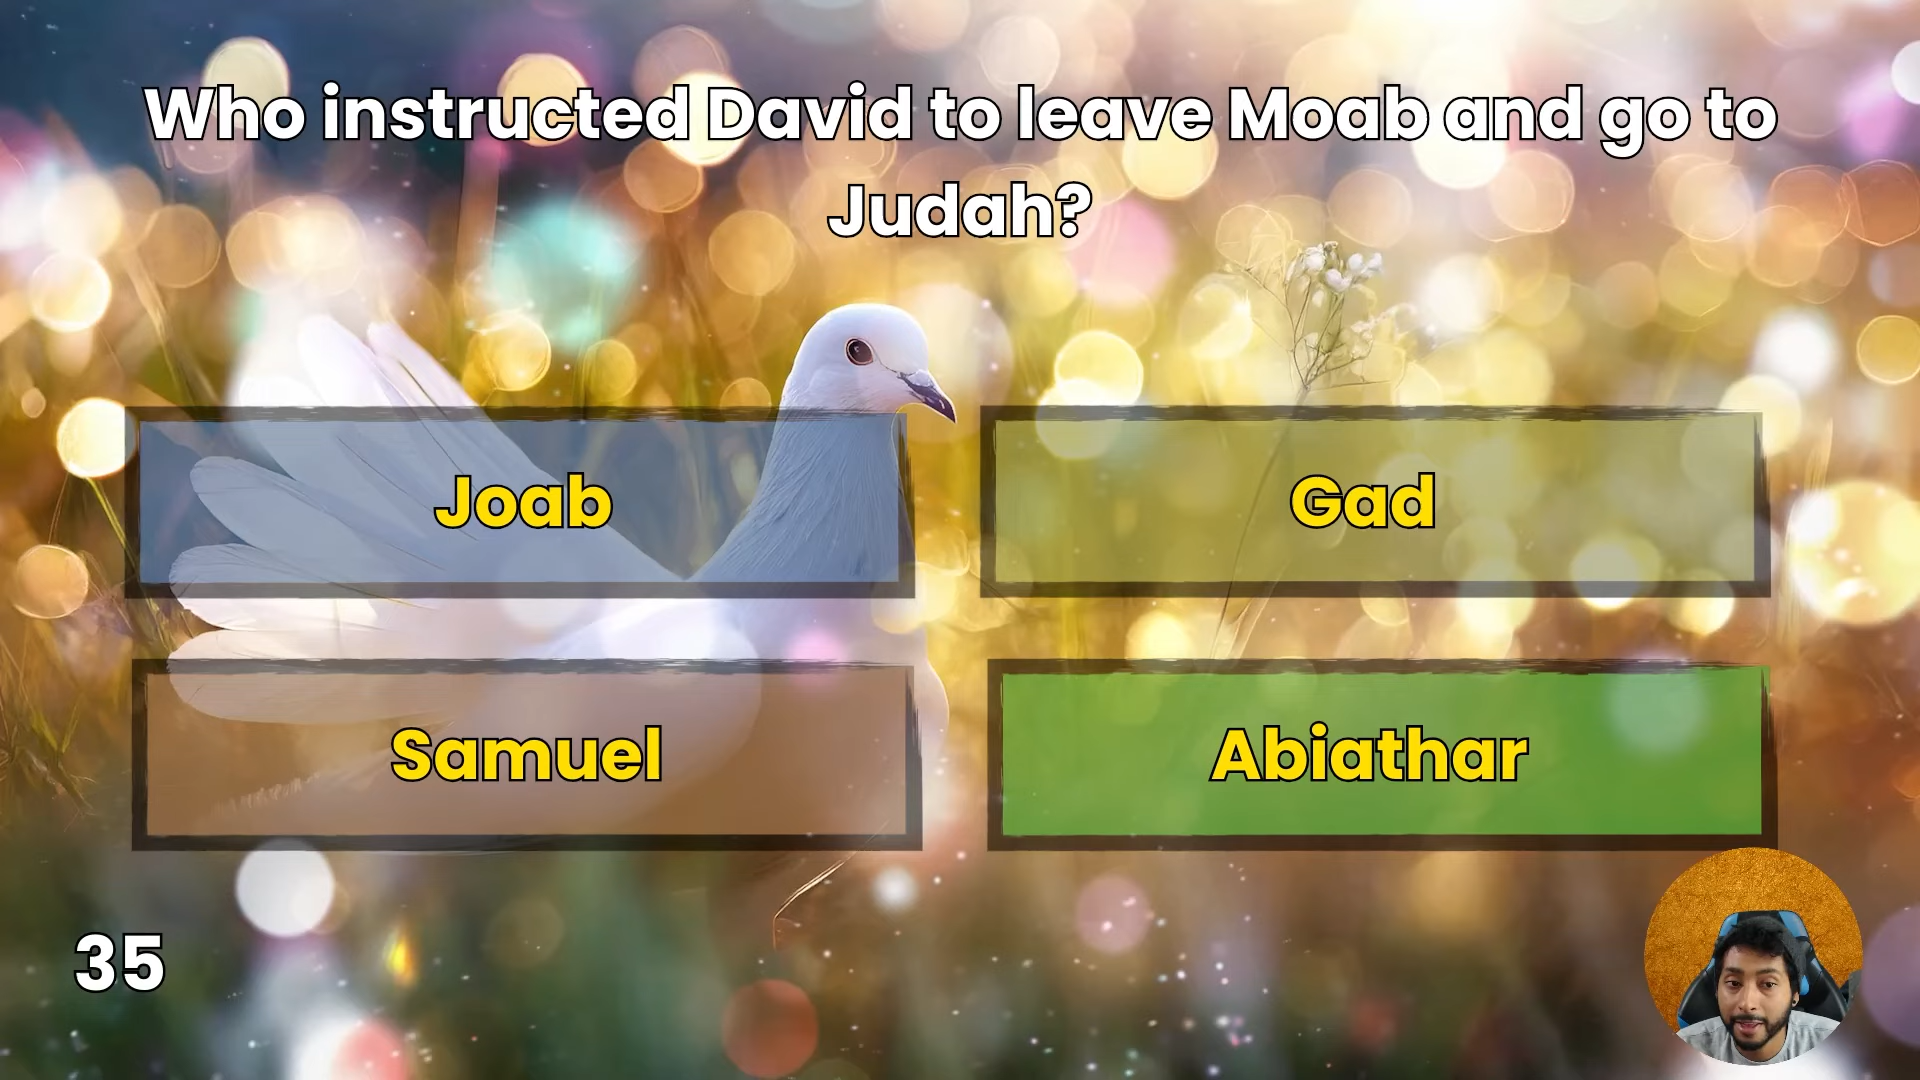 Who instructed David to leave Moab and go to
Judah?
Joab
Gad
Samuel
Abiathar
35